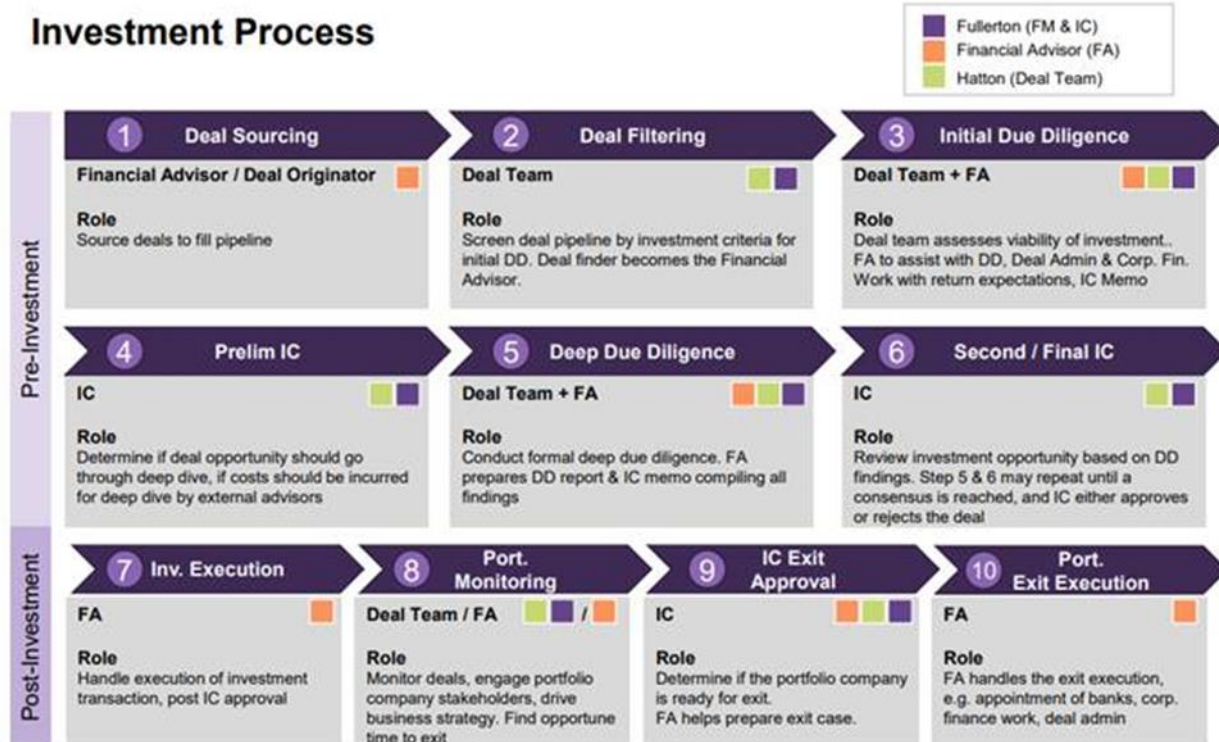 Investment Process
Fullerton (FM & IC)
Financial Advisor (FA)
Hatton (Deal Team)
Pre-Investment
1 Deal Sourcing
Financial Advisor / Deal Originator
Role
Source deals to fill pipeline
2 Deal Filtering
Deal Team
Role
Screen deal pipeline by investment criteria for
initial DD. Deal finder becomes the Financial
Advisor.
3 Initial Due Diligence
Deal Team + FA
Role
Deal team assesses viability of investment..
FA to assist with DD, Deal Admin & Corp. Fin.
Work with return expectations, IC Memo
4 Prelim IC
IC
Role
Determine if deal opportunity should go
through deep dive, if costs should be incurred
for deep dive by external advisors
5 Deep Due Diligence
Deal Team + FA
Role
Conduct formal deep due diligence. FA
prepares DD report & IC memo compiling all
findings
6 Second / Final IC
IC
Role
Review investment opportunity based on DD
findings. Step 5 & 6 may repeat until a
consensus is reached, and IC either approves
or rejects the deal
Post-Investment
7 Inv. Execution
FA
Role
Handle execution of investment
transaction, post IC approval
8 Port.
Monitoring
Deal Team / FA /
Role
Monitor deals, engage portfolio
company stakeholders, drive
business strategy. Find opportune
time to exit
9 IC Exit
Approval
IC
Role
Determine if the portfolio company
is ready for exit.
FA helps prepare exit case.
10 Port.
Exit Execution
FA
Role
FA handles the exit execution,
e.g. appointment of banks, corp.
finance work, deal admin